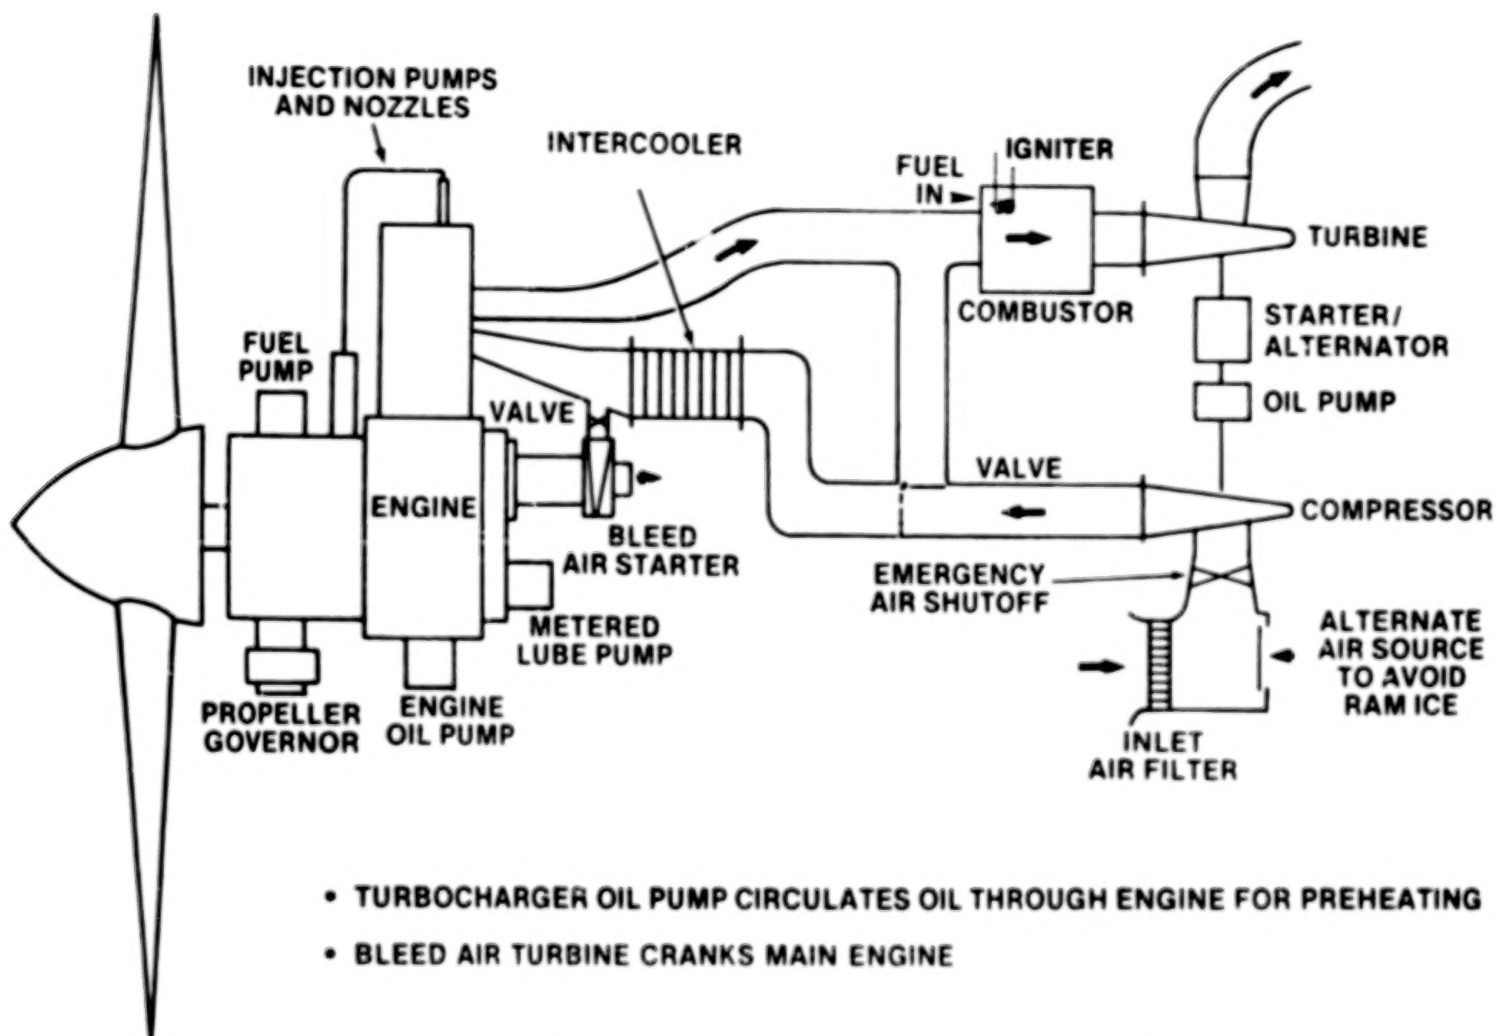 INJECTION PUMPS
AND NOZZLES
INTERCOOLER
FUEL
IN
IGNITER
TURBINE
COMBUSTOR
STARTER/
ALTERNATOR
FUEL
PUMP
OIL PUMP
VALVE
VALVE
ENGINE
COMPRESSOR
BLEED
AIR STARTER
EMERGENCY
AIR SHUTOFF
METERED
LUBE PUMP
ALTERNATE
AIR SOURCE
TO AVOID
RAM ICE
PROPELLER
GOVERNOR
ENGINE
OIL PUMP
INLET
AIR FILTER
• TURBOCHARGER OIL PUMP CIRCULATES OIL THROUGH ENGINE FOR PREHEATING
• BLEED AIR TURBINE CRANKS MAIN ENGINE